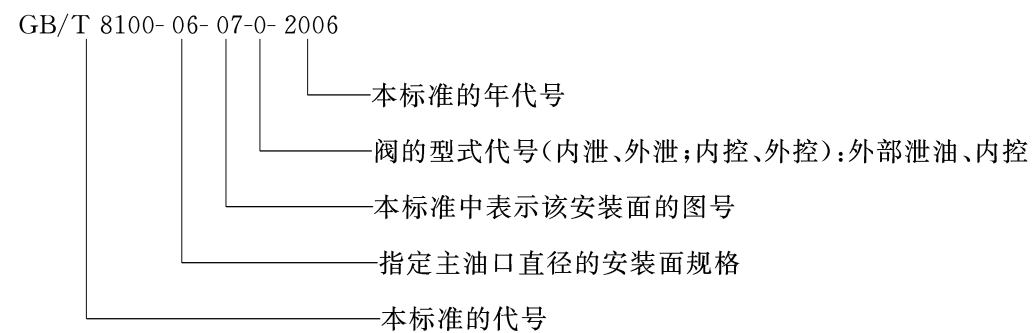 GB/T 8100-06-07-0-2006
本标准的年代号
阀的型式代号(内泄、外泄;内控、外控):外部泄油、内控
本标准中表示该安装面的图号
指定主油口直径的安装面规格
本标准的代号